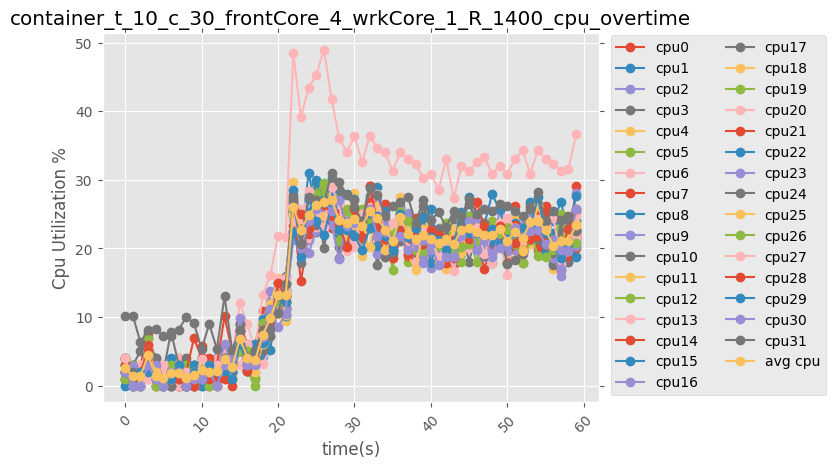 container_t_10_c_30_frontCore_4_wrkCore_1_R_1400_cpu_overtime
Cpu Utilization %
50
40
30
20
10
0
0
10
20
30
40
50
60
time(s)
cpu0
cpu1
cpu2
cpu3
cpu4
cpu5
cpu6
cpu7
cpu8
cpu9
cpu10
cpu11
cpu12
cpu13
cpu14
cpu15
cpu16
cpu17
cpu18
cpu19
cpu20
cpu21
cpu22
cpu23
cpu24
cpu25
cpu26
cpu27
cpu28
cpu29
cpu30
cpu31
avg cpu